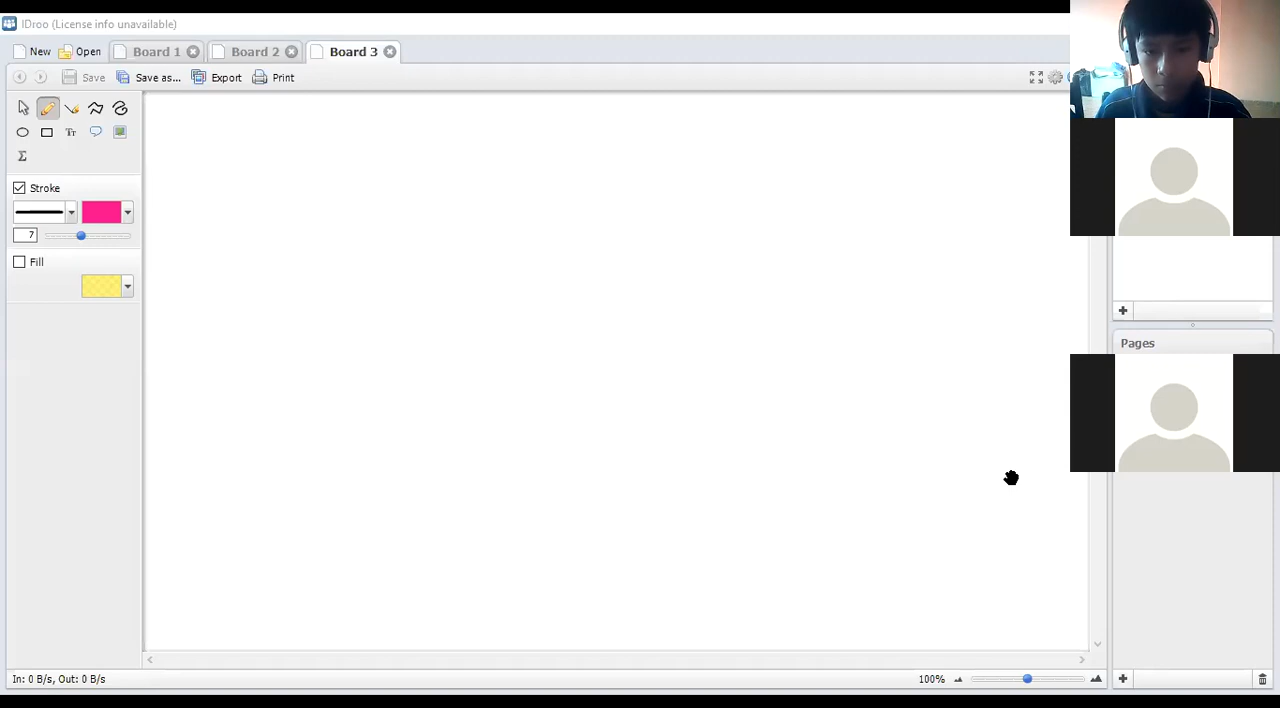 IDroo (License info unavailable)
New Open Board 1 Board 2 Board 3
Save Save as... Export Print
Tt
Σ
Stroke
7
Fill
Pages
In: 0 B/s, Out: 0 B/s
100%